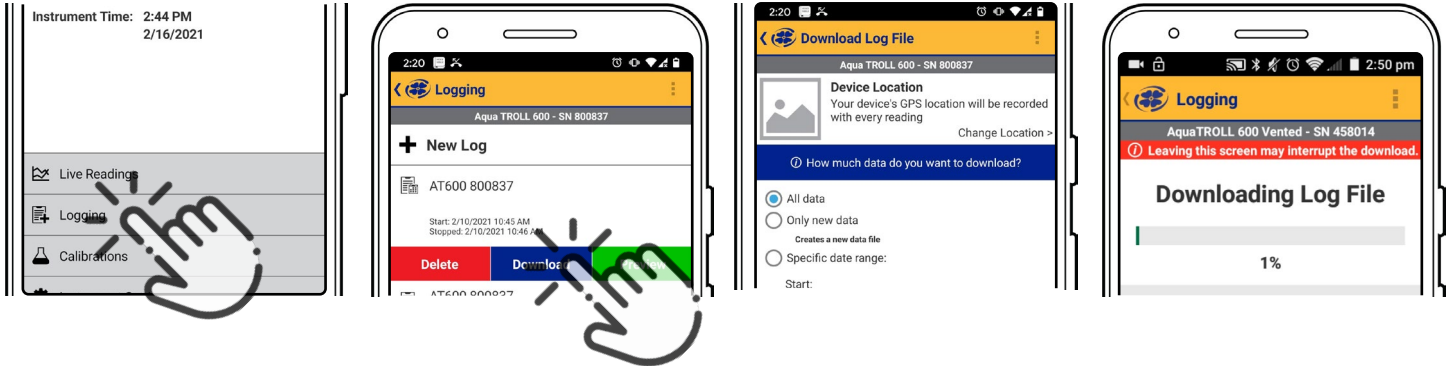 Instrument Time: 2:44 PM
2/16/2021
Live Readings
Logging
Calibrations
2:20
Logging
Aqua TROLL 600 - SN 800837
New Log
AT600 800837
Start: 2/10/2021 10:45 AM
Stopped: 2/10/2021 10:46 AM
Delete Download Preview
AT600 800837
2:20
Download Log File
Aqua TROLL 600 - SN 800837
Device Location
Your device's GPS location will be recorded
with every reading
Change Location >
How much data do you want to download?
All data
Only new data
Creates a new data file
Specific date range:
Start:
2:50 pm
Logging
AquaTROLL 600 Vented - SN 458014
Leaving this screen may interrupt the download.
Downloading Log File
1%